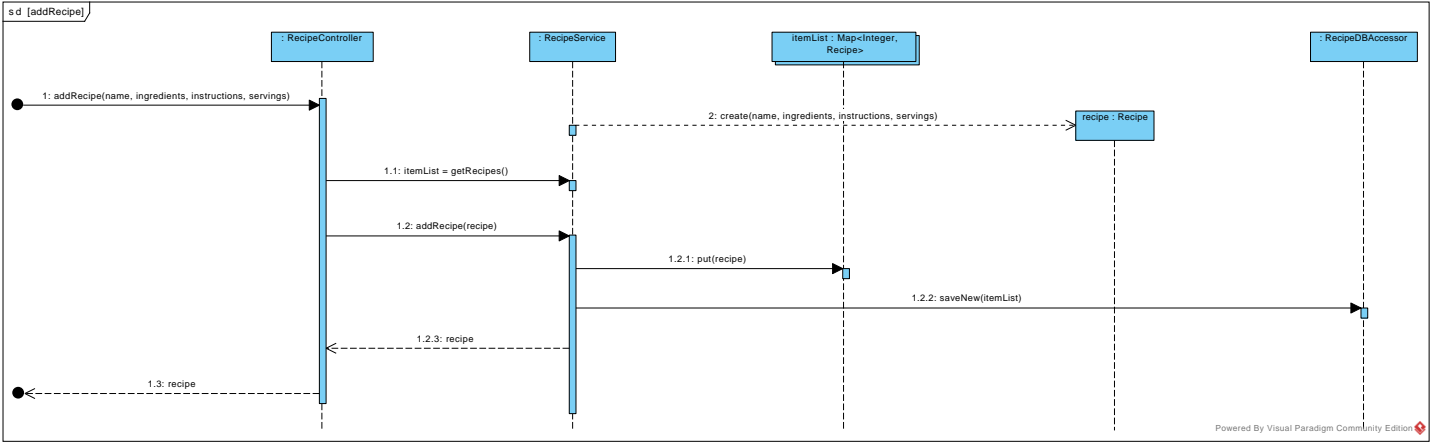 sd [addRecipe]
: RecipeController
: RecipeService
itemList : Map<Integer,
Recipe>
: RecipeDBAccessor
1: addRecipe(name, ingredients, instructions, servings)
2: create(name, ingredients, instructions, servings)
recipe : Recipe
1.1: itemList = getRecipes()
1.2: addRecipe(recipe)
1.2.1: put(recipe)
1.2.2: saveNew(itemList)
1.2.3: recipe
1.3: recipe
Powered By Visual Paradigm Community Edition